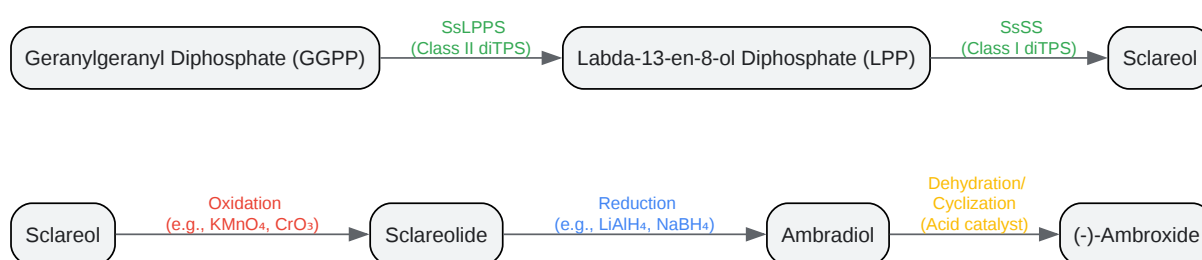 SsLPPS
(Class II diTPS)
SsSS
(Class I diTPS)
Geranylgeranyl Diphosphate (GGPP)
Labda-13-en-8-ol Diphosphate (LPP)
Sclareol
Oxidation
(e.g., KMnO₄, CrO₃)
Reduction
(e.g., LiAlH₄, NaBH₄)
Dehydration/
Cyclization
(Acid catalyst)
Sclareol
Sclareolide
Ambradiol
(-)-Ambroxide